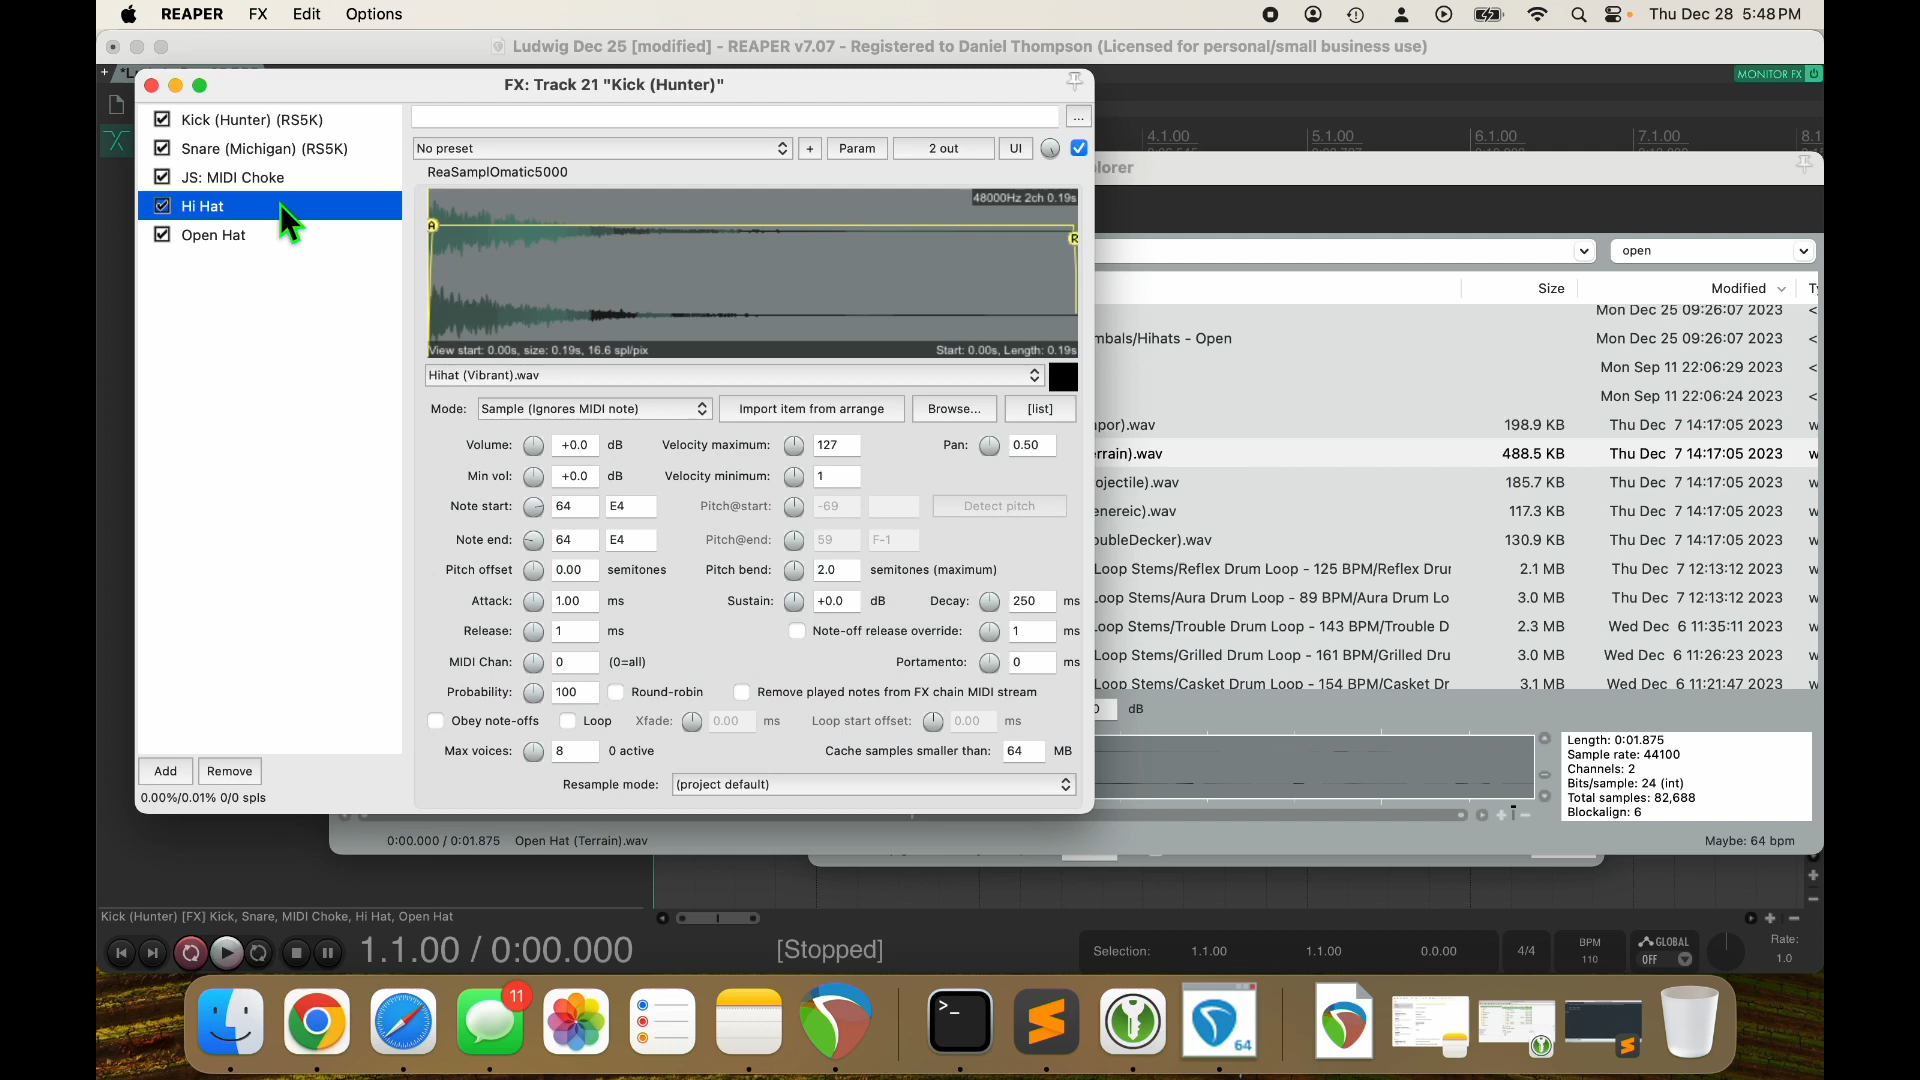 REAPER FX Edit Options
Thu Dec 28 5:48 PM
Ludwig Dec 25 [modified] - REAPER v7.07 - Registered to Daniel Thompson (Licensed for personal/small business use)
MONITOR FX
FX: Track 21 "Kick (Hunter)"
Kick (Hunter) (RS5K)
Snare (Michigan) (RS5K)
JS: MIDI Choke
Hi Hat
Open Hat
Add Remove
0.00%/0.01% 0/0 spls
...
No preset + Param 2 out UI
ReaSamplOmatic5000
48000Hz 2ch 0.19s
A
R
View start: 0.00s, size: 0.19s, 16.6 spl/pix Start: 0.00s, Length: 0.19s
Hihat (Vibrant).wav
Mode: Sample (Ignores MIDI note) Import item from arrange Browse... [list]
Volume: +0.0 dB Velocity maximum: 127 Pan: 0.50
Min vol: +0.0 dB Velocity minimum: 1
Note start: 64 E4 Pitch@start: -69 Detect pitch
Note end: 64 E4 Pitch@end: 59 F-1
Pitch offset 0.00 semitones Pitch bend: 2.0 semitones (maximum)
Attack: 1.00 ms Sustain: +0.0 dB Decay: 250 ms
Release: 1 ms Note-off release override: 1 ms
MIDI Chan: 0 (0=all) Portamento: 0 ms
Probability: 100 Round-robin Remove played notes from FX chain MIDI stream
Obey note-offs Loop Xfade: 0.00 ms Loop start offset: 0.00 ms
Max voices: 8 0 active Cache samples smaller than: 64 MB
Resample mode: (project default)
4.1.00 5.1.00 6.1.00 7.1.00 8.1
lorer
open
Size Modified
Mon Dec 25 09:26:07 2023 <
mbals/Hihats - Open Mon Dec 25 09:26:07 2023 <
Mon Sep 11 22:06:29 2023 <
Mon Sep 11 22:06:24 2023 <
por).wav 198.9 KB Thu Dec 7 14:17:05 2023
rrain).wav 488.5 KB Thu Dec 7 14:17:05 2023
ojectile).wav 185.7 KB Thu Dec 7 14:17:05 2023
enereic).wav 117.3 KB Thu Dec 7 14:17:05 2023
oubleDecker).wav 130.9 KB Thu Dec 7 14:17:05 2023
Loop Stems/Reflex Drum Loop - 125 BPM/Reflex Dru 2.1 MB Thu Dec 7 12:13:12 2023
Loop Stems/Aura Drum Loop - 89 BPM/Aura Drum Lo 3.0 MB Thu Dec 7 12:13:12 2023
Loop Stems/Trouble Drum Loop - 143 BPM/Trouble D 2.3 MB Wed Dec 6 11:35:11 2023
Loop Stems/Grilled Drum Loop - 161 BPM/Grilled Dru 3.0 MB Wed Dec 6 11:26:23 2023
Loop Stems/Casket Drum Loop - 154 BPM/Casket Dr 3.1 MB Wed Dec 6 11:21:47 2023
dB
Length: 0:01.875
Sample rate: 44100
Channels: 2
Bits/sample: 24 (int)
Total samples: 82,688
Blockalign: 6
0:00.000 / 0:01.875 Open Hat (Terrain).wav Maybe: 64 bpm
Kick (Hunter) [FX] Kick, Snare, MIDI Choke, Hi Hat, Open Hat
1.1.00 / 0:00.000 [Stopped]
Selection: 1.1.00 1.1.00 0.0.00 4/4
BPM
110
GLOBAL
OFF
Rate:
1.0
11
>_
64